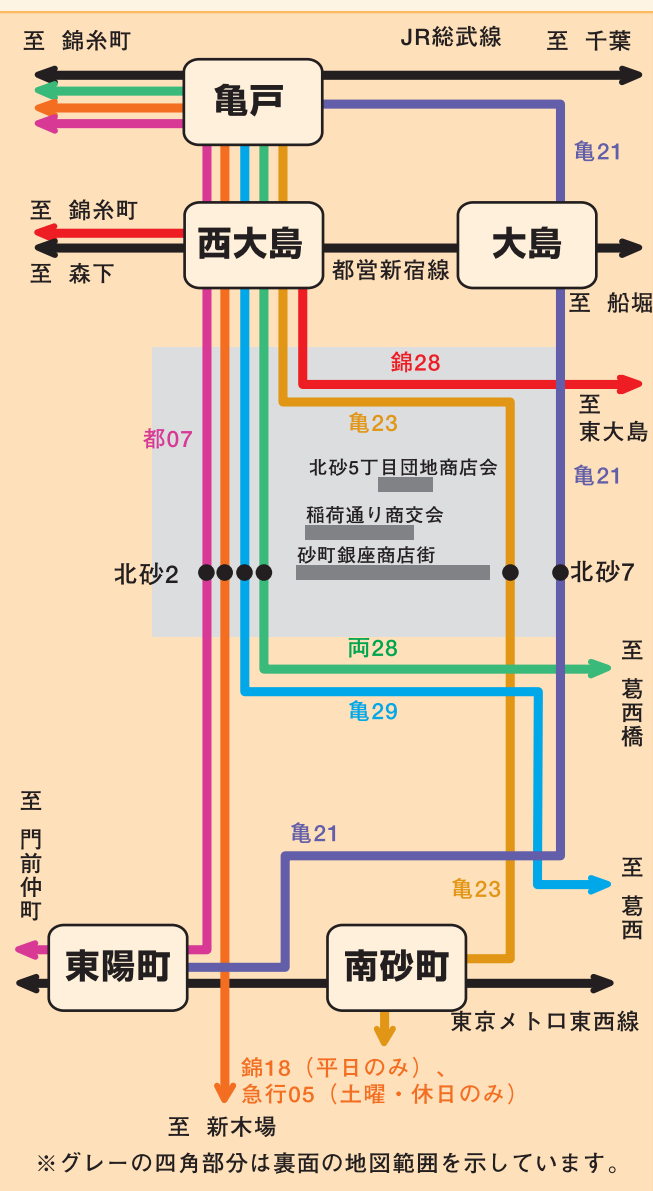 至 錦糸町
JR総武線
至 千葉
亀戸
亀21
至 錦糸町
西大島
大島
至 森下
都営新宿線
至 船堀
錦28
至
東大島
亀23
都07
亀21
北砂5丁目団地商店会
稲荷通り商交会
砂町銀座商店街
北砂2
北砂7
両28
至 葛西橋
亀29
至 門前仲町
亀21
至 葛西
亀23
東陽町
南砂町
東京メトロ東西線
錦18（平日のみ）、
急行05（土曜・休日のみ）
至 新木場
※グレーの四角部分は裏面の地図範囲を示しています。